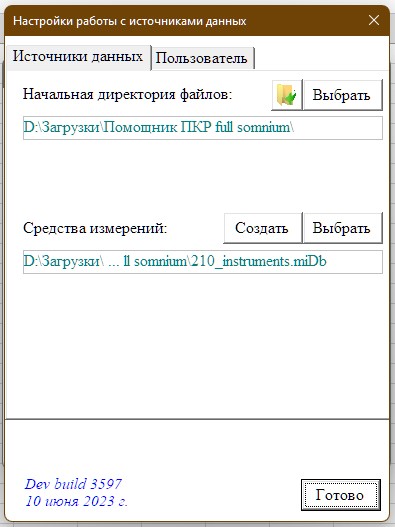 Настройки работы с источниками данных
Источники данных
Пользователь
Начальная директория файлов:
Выбрать
D:\Загрузки\Помощник ПКР full somnium\
Средства измерений:
Создать
Выбрать
D:\Загрузки\ ... ll somnium\210_instruments.miDb
Dev build 3597
10 июня 2023 г.
Готово